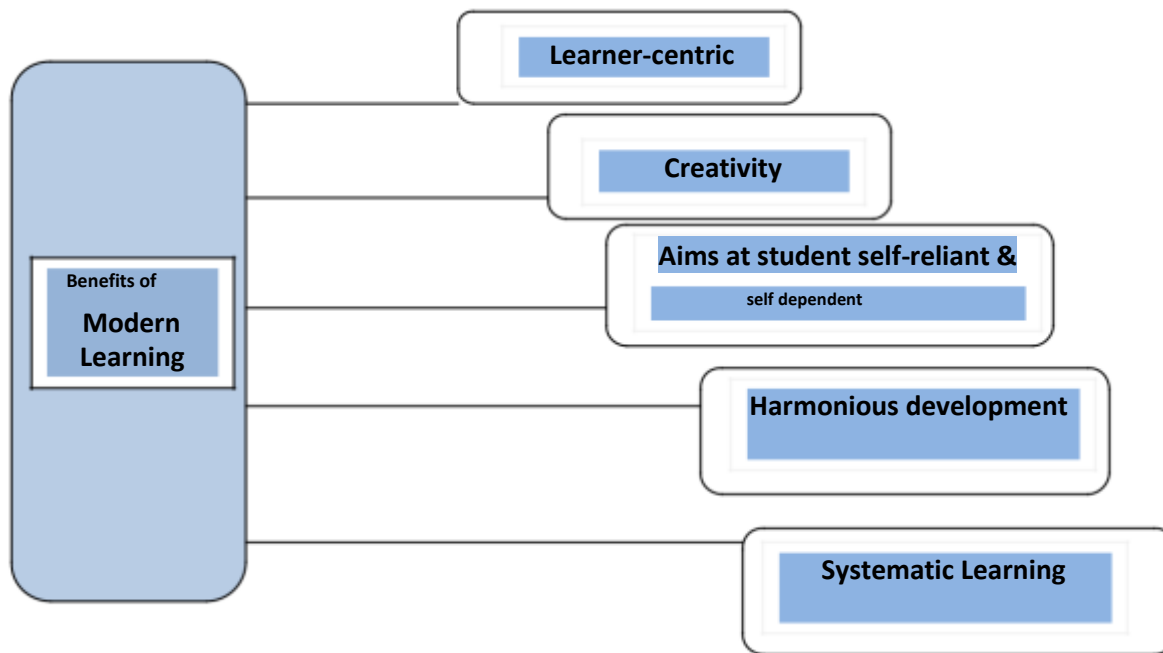 Learner-centric
Creativity
Aims at student self-reliant &
self dependent
Benefits of
Modern
Learning
Harmonious development
Systematic Learning